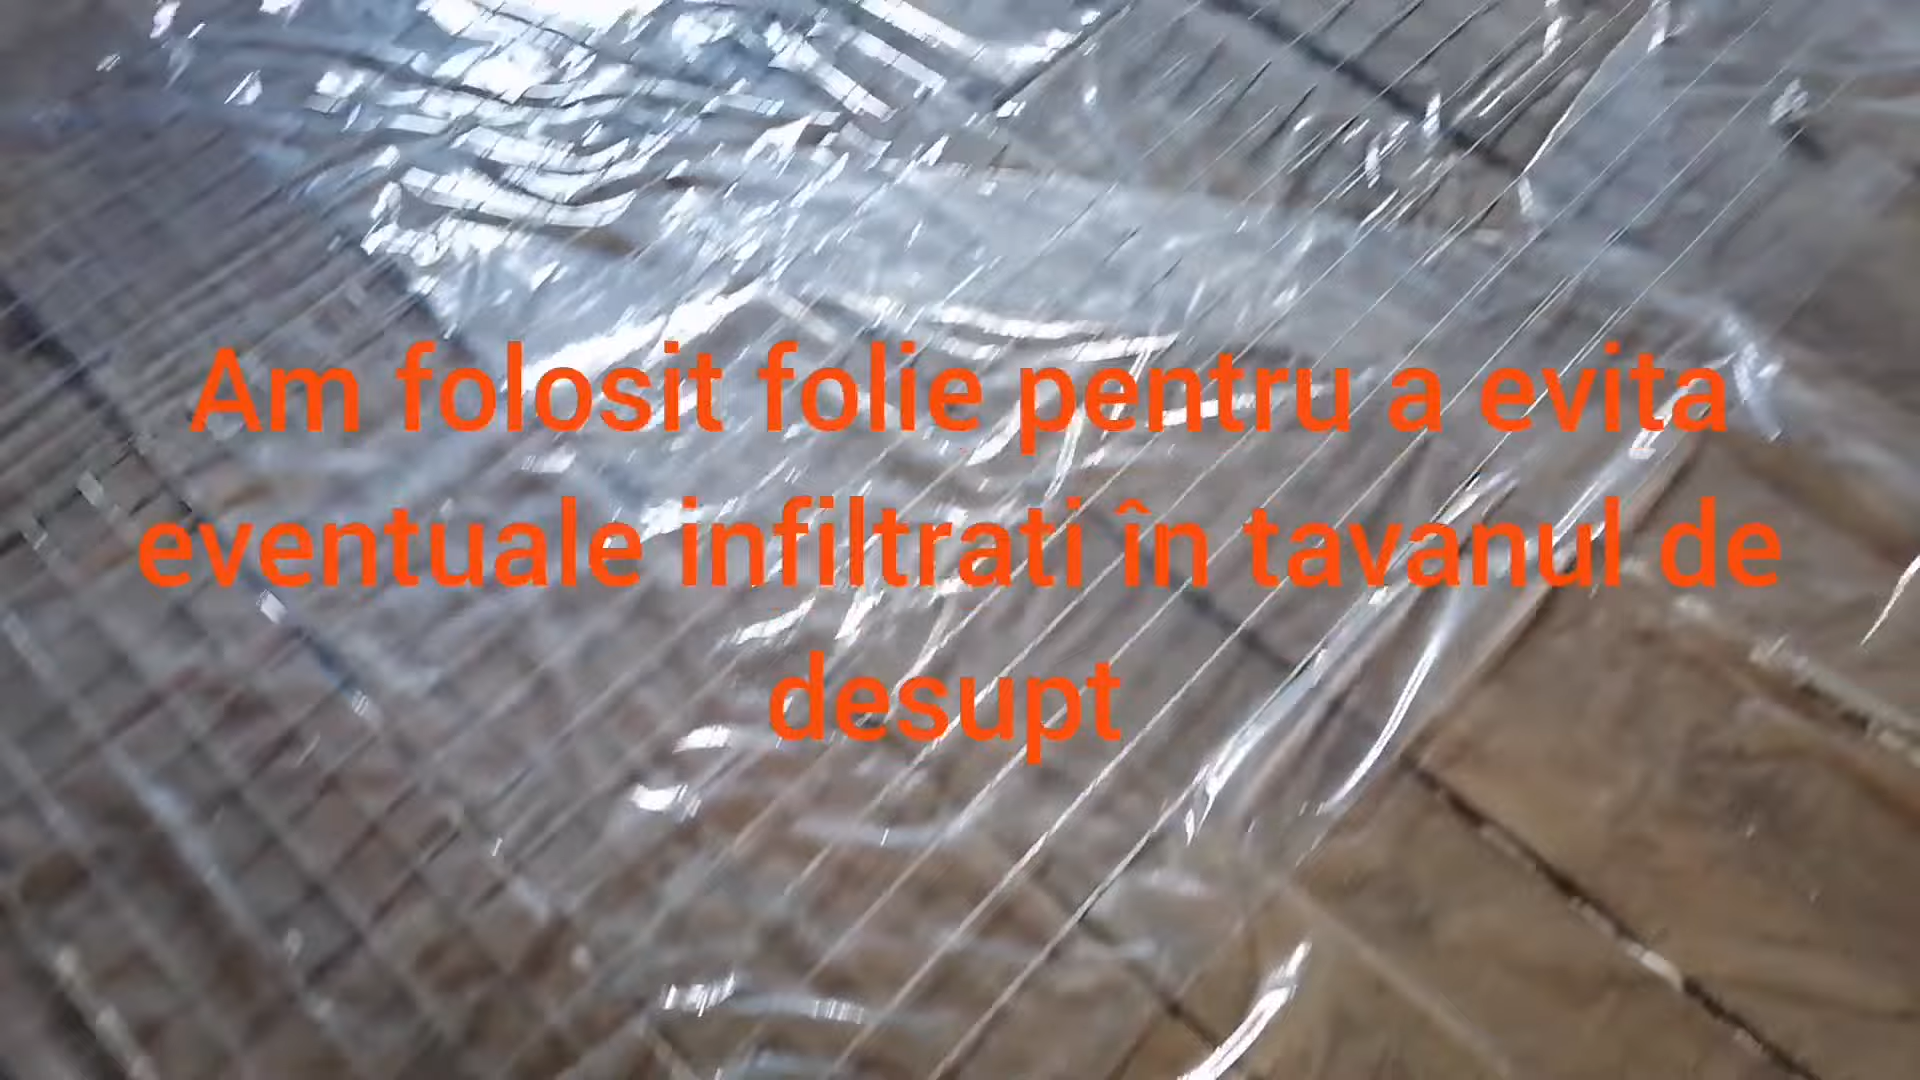 Am folosit folie pentru a evita
eventuale infiltrati în tavanul de
desupt